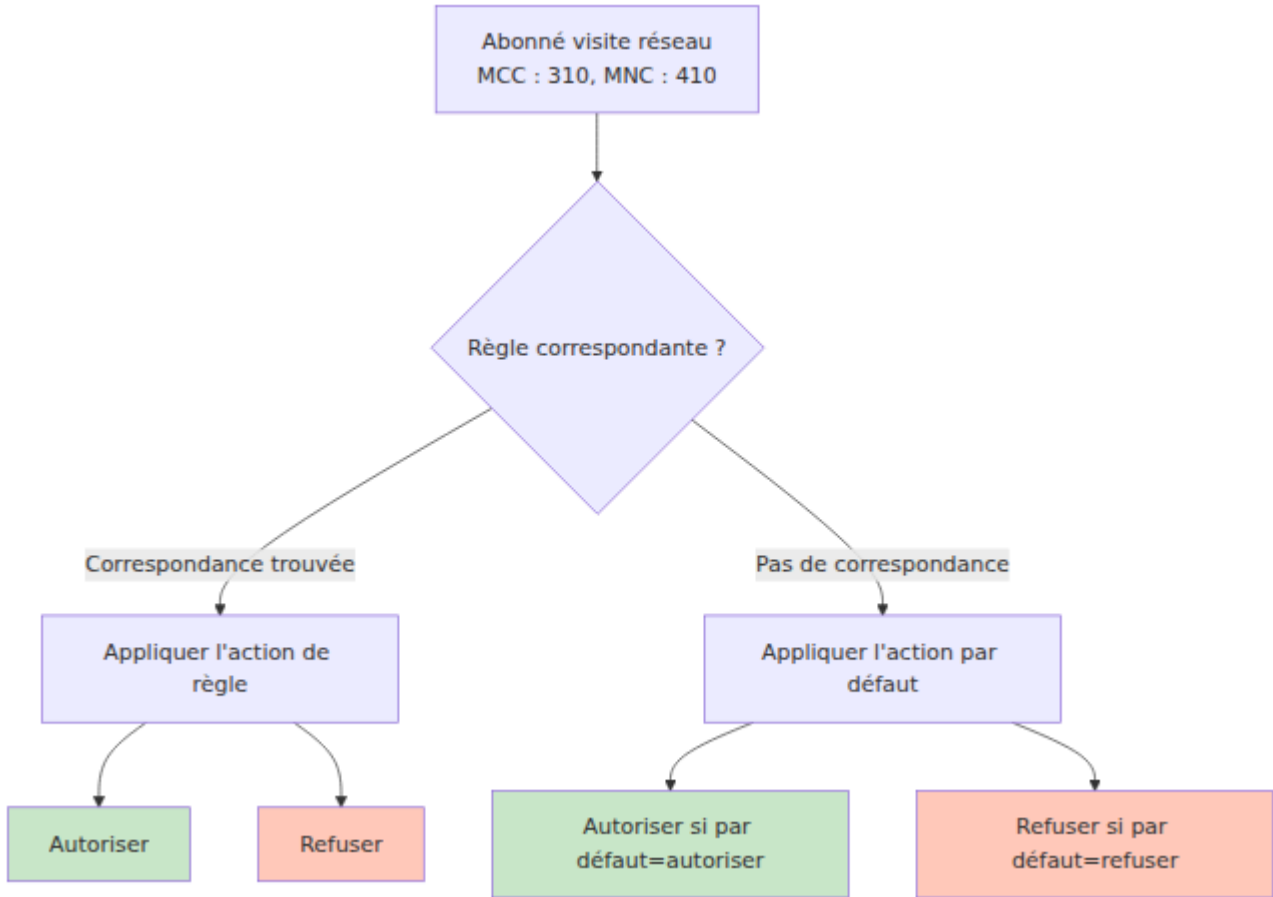 Abonné visite réseau
MCC : 310, MNC : 410
Règle correspondante ?
Correspondance trouvée
Pas de correspondance
Appliquer l'action de
règle
Appliquer l'action par
défaut
Autoriser
Refuser
Autoriser si par
défaut=autoriser
Refuser si par
défaut=refuser